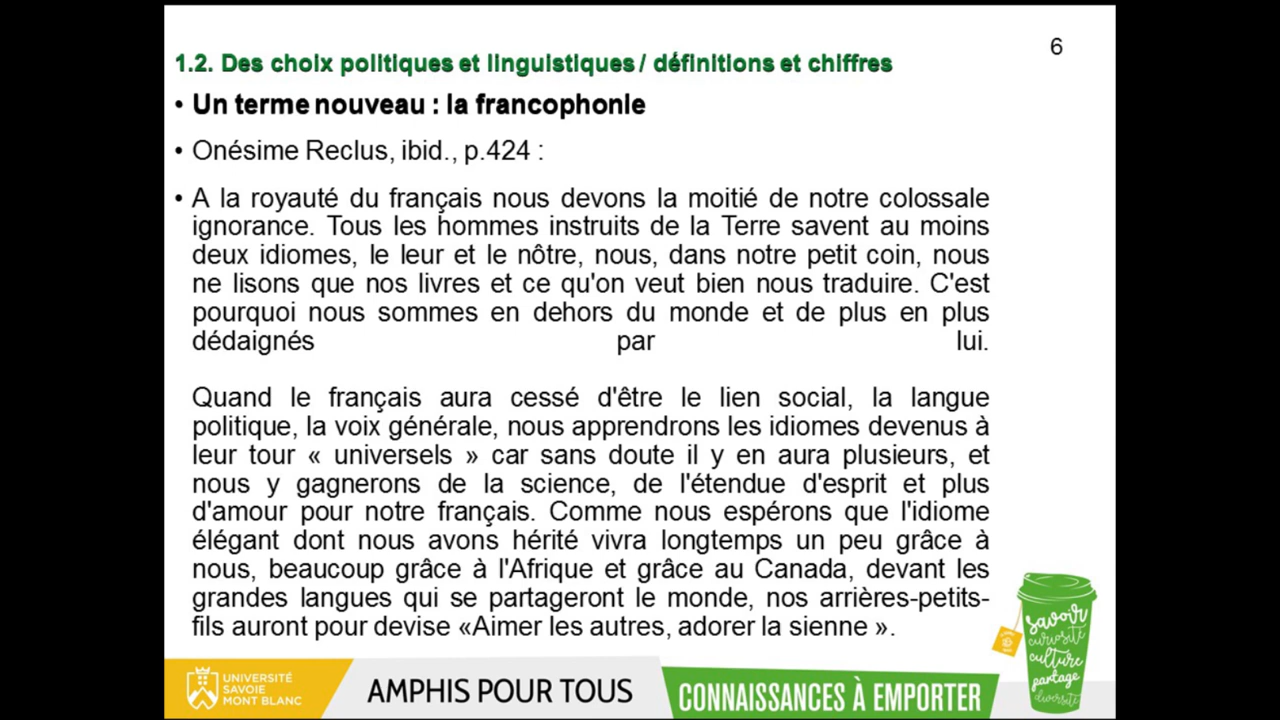 6
1.2. Des choix politiques et linguistiques / définitions et chiffres
• Un terme nouveau : la francophonie
• Onésime Reclus, ibid., p.424 :
• A la royauté du français nous devons la moitié de notre colossale
ignorance. Tous les hommes instruits de la Terre savent au moins
deux idiomes, le leur et le nôtre, nous, dans notre petit coin, nous
ne lisons que nos livres et ce qu'on veut bien nous traduire. C'est
pourquoi nous sommes en dehors du monde et de plus en plus
dédaignés par lui.
Quand le français aura cessé d'être le lien social, la langue
politique, la voix générale, nous apprendrons les idiomes devenus à
leur tour « universels » car sans doute il y en aura plusieurs, et
nous y gagnerons de la science, de l'étendue d'esprit et plus
d'amour pour notre français. Comme nous espérons que l'idiome
élégant dont nous avons hérité vivra longtemps un peu grâce à
nous, beaucoup grâce à l'Afrique et grâce au Canada, devant les
grandes langues qui se partageront le monde, nos arrières-petits-
fils auront pour devise «Aimer les autres, adorer la sienne ».
savoir
curiosité
culture
partage
diversité
UNIVERSITÉ
SAVOIE
MONT BLANC
AMPHIS POUR TOUS
CONNAISSANCES À EMPORTER